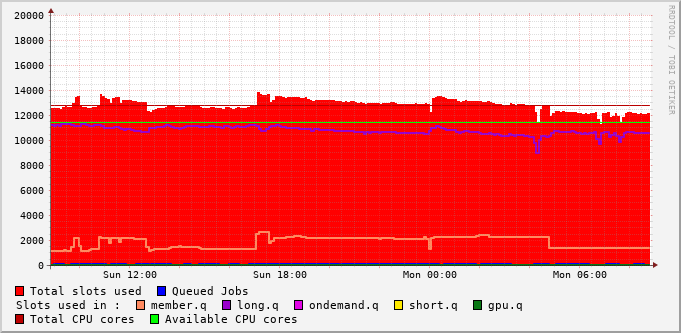 20000
18000
16000
14000
12000
10000
8000
6000
4000
2000
0
Sun 12:00 Sun 18:00 Mon 00:00 Mon 06:00
RRDTOOL / TOBI OETIKER
Total slots used Queued Jobs
Slots used in : member.q long.q ondemand.q short.q gpu.q
Total CPU cores Available CPU cores